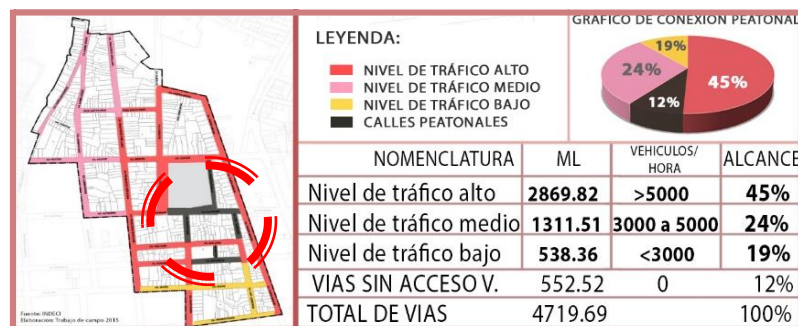 GRAFICO DE CONEXION PEATONAL
LEYENDA:
NIVEL DE TRÁFICO ALTO
NIVEL DE TRÁFICO MEDIO
NIVEL DE TRÁFICO BAJO
CALLES PEATONALES
19%
24%
45%
12%
NOMENCLATURA ML VEHICULOS/ HORA ALCANCE
Nivel de tráfico alto 2869.82 >5000 45%
Nivel de tráfico medio 1311.51 3000 a 5000 24%
Nivel de tráfico bajo 538.36 <3000 19%
VIAS SIN ACCESO V. 552.52 0 12%
TOTAL DE VIAS 4719.69 100%
Fuente: INDECI
Elaboracion: Trabajo de campo 2015